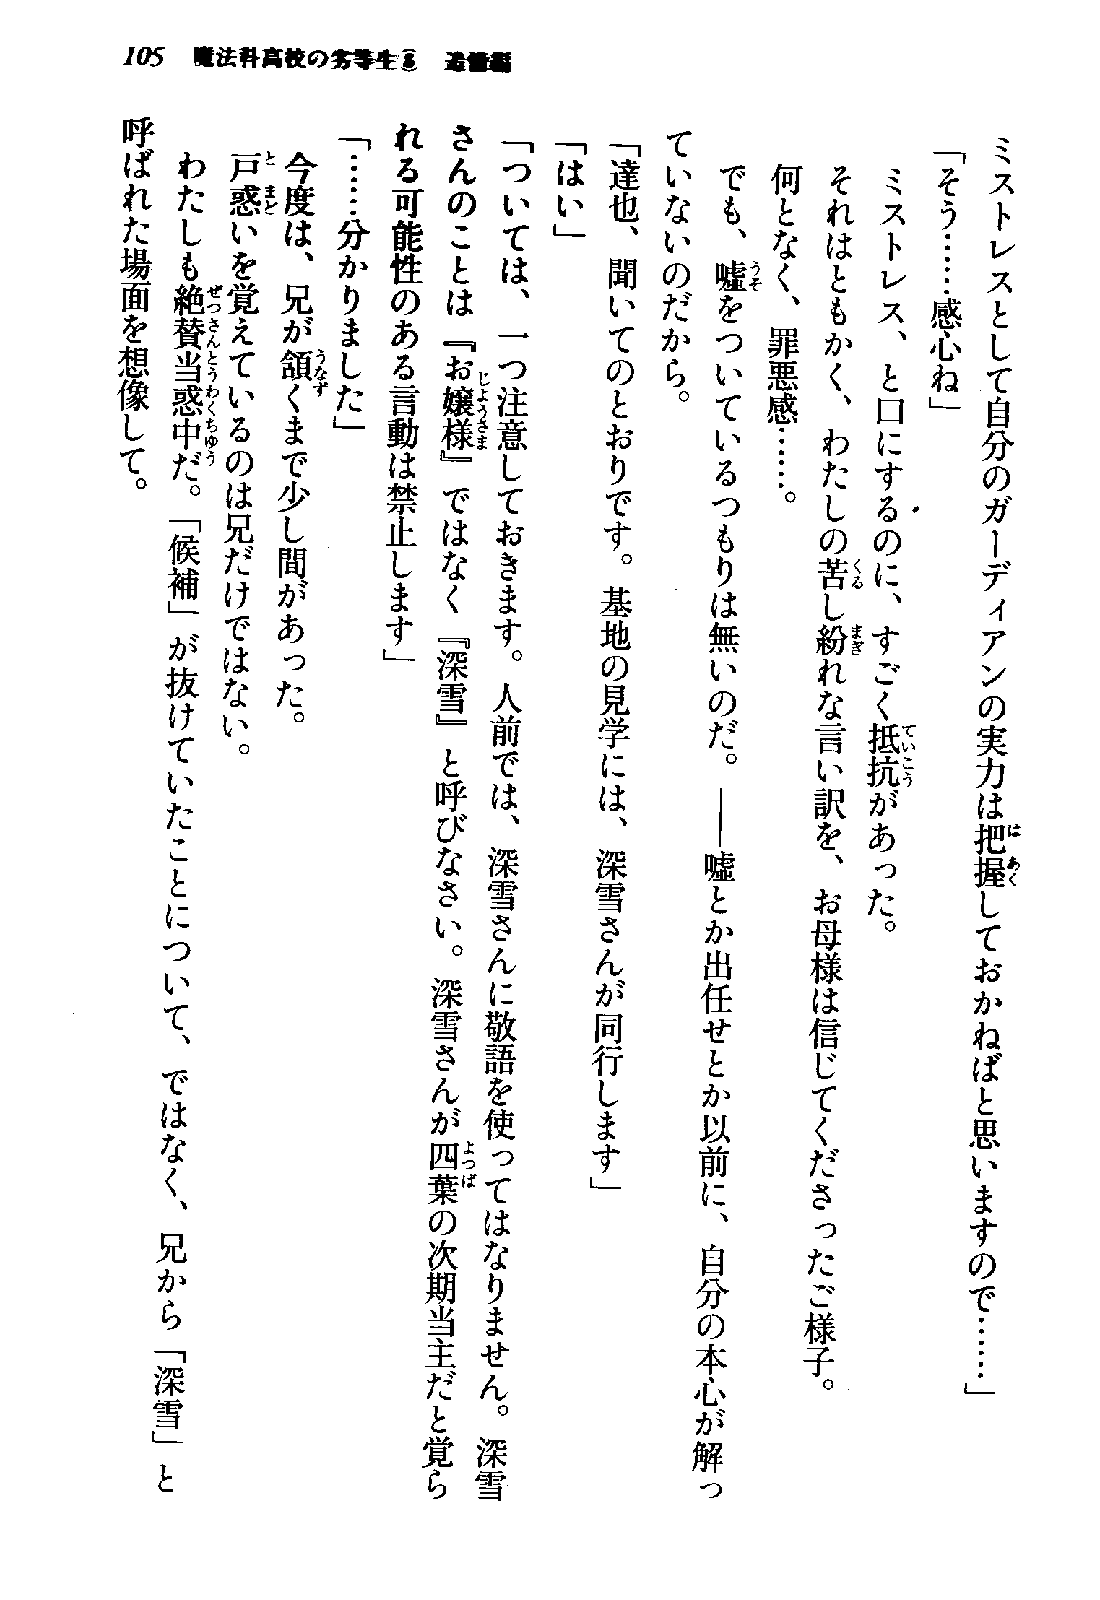 105　魔法科高校の劣等生⑧　追憶編
ミストレスとして自分のガーディアンの実力は把握しておかねばと思いますので……」
「そう……感心ね」
ミストレス、と口にするのに、すごく抵抗があった。
それはともかく、わたしの苦し紛れな言い訳を、お母様は信じてくださったご様子。
何となく、罪悪感……。
でも、嘘をついているつもりは無いのだ。――嘘とか出任せとか以前に、自分の本心が解っ
ていないのだから。
「達也、聞いてのとおりです。基地の見学には、深雪さんが同行します」
「はい」
「ついては、一つ注意しておきます。人前では、深雪さんに敬語を使ってはなりません。深雪
さんのことは『お嬢様』ではなく『深雪』と呼びなさい。深雪さんが四葉の次期当主だと覚ら
れる可能性のある言動は禁止します」
「……分かりました」
今度は、兄が頷くまで少し間があった。
戸惑いを覚えているのは兄だけではない。
わたしも絶賛当惑中だ。「候補」が抜けていたことについて、ではなく、兄から「深雪」と
呼ばれた場面を想像して。